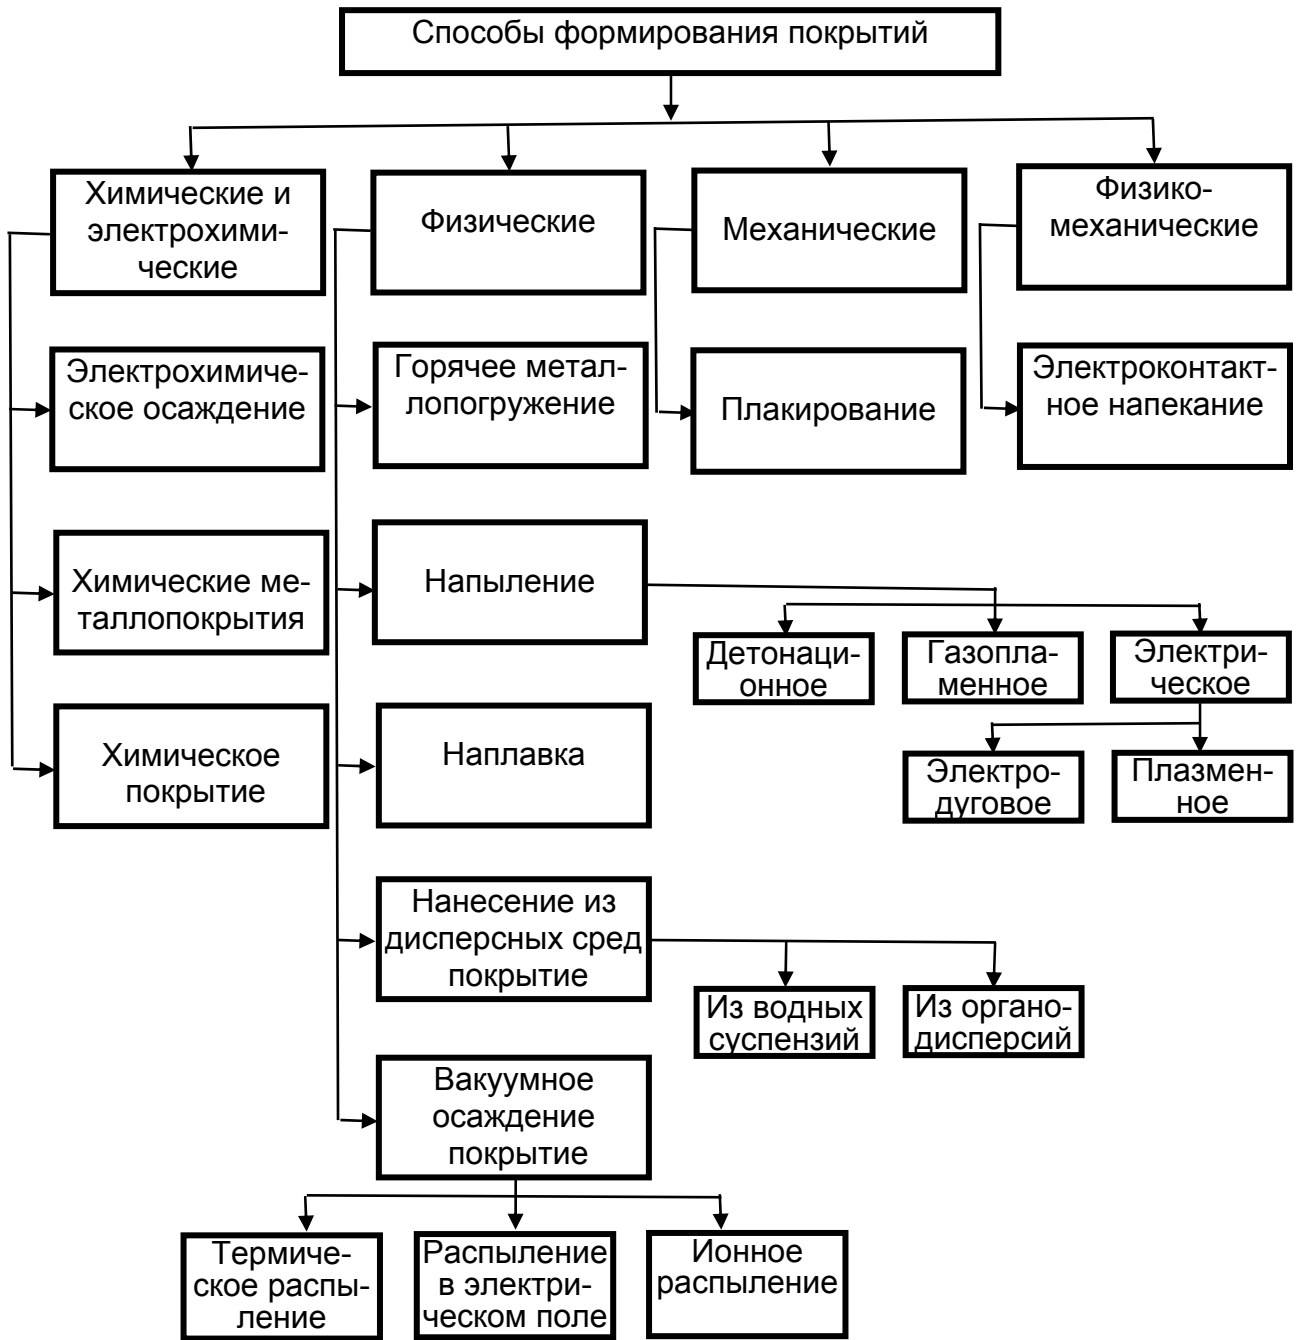 Способы формирования покрытий
Химические и
электрохими-
ческие
Физические
Механические
Физико-
механические
Электрохимиче-
ское осаждение
Горячее метал-
лопогружение
Плакирование
Электроконтакт-
ное напекание
Химические ме-
таллопокрытия
Напыление
Детонаци-
онное
Газопла-
менное
Электри-
ческое
Химическое
покрытие
Наплавка
Электро-
дуговое
Плазмен-
ное
Нанесение из
дисперсных сред
покрытие
Из водных
суспензий
Из органо-
дисперсий
Вакуумное
осаждение
покрытие
Термиче-
ское распы-
ление
Распыление
в электри-
ческом поле
Ионное
распыление